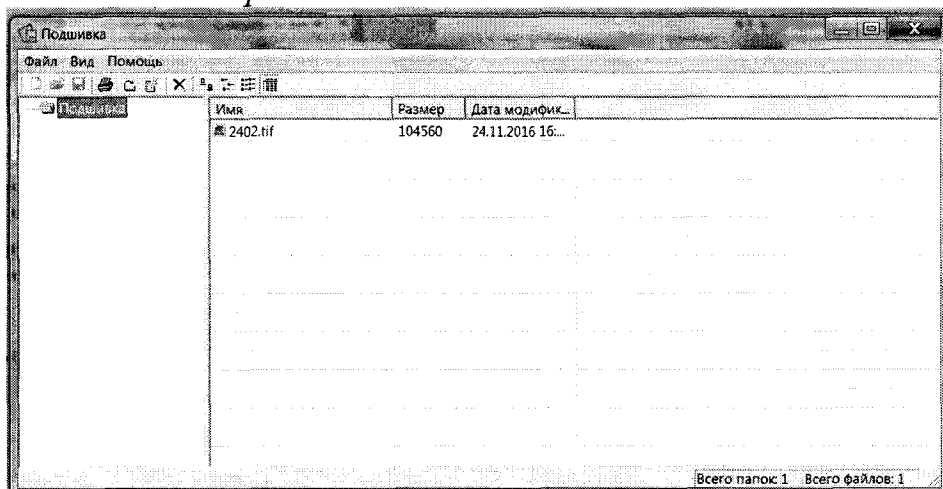 Подшивка
Файл Вид Помощь
Подшивка
Имя Размер Дата модифик...
2402.tif 104560 24.11.2016 16:...
Всего папок: 1 Всего файлов: 1